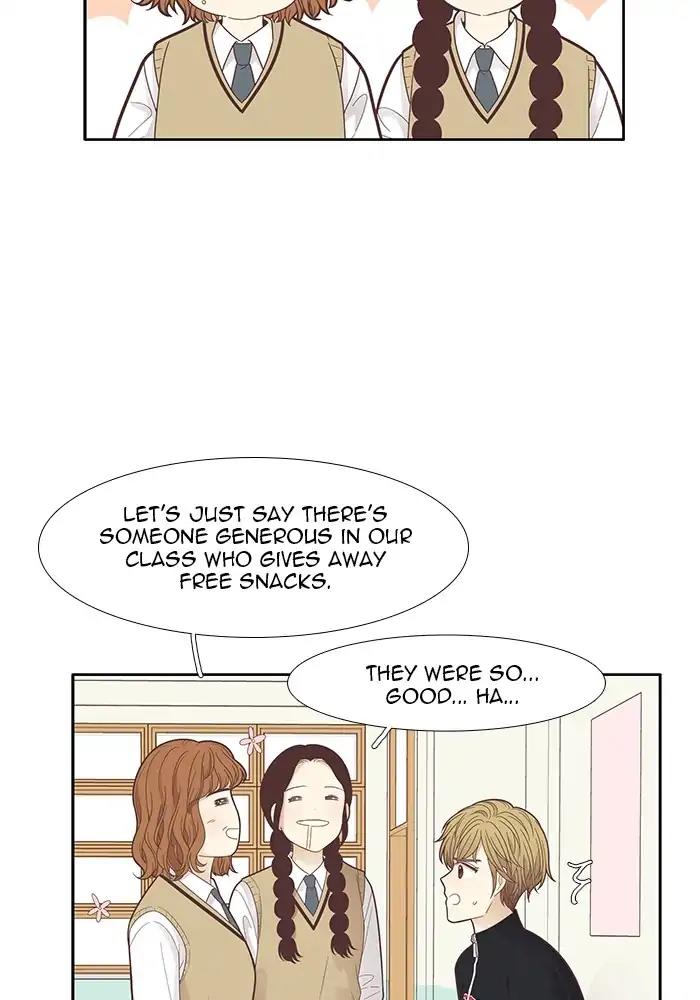 LET'S JUST SAY THERE'S
SOMEONE GENEROUS IN OUR
CLASS WHO GIVES AWAY
FREE SNACKS.
THEY WERE SO...
GOOD... HA...